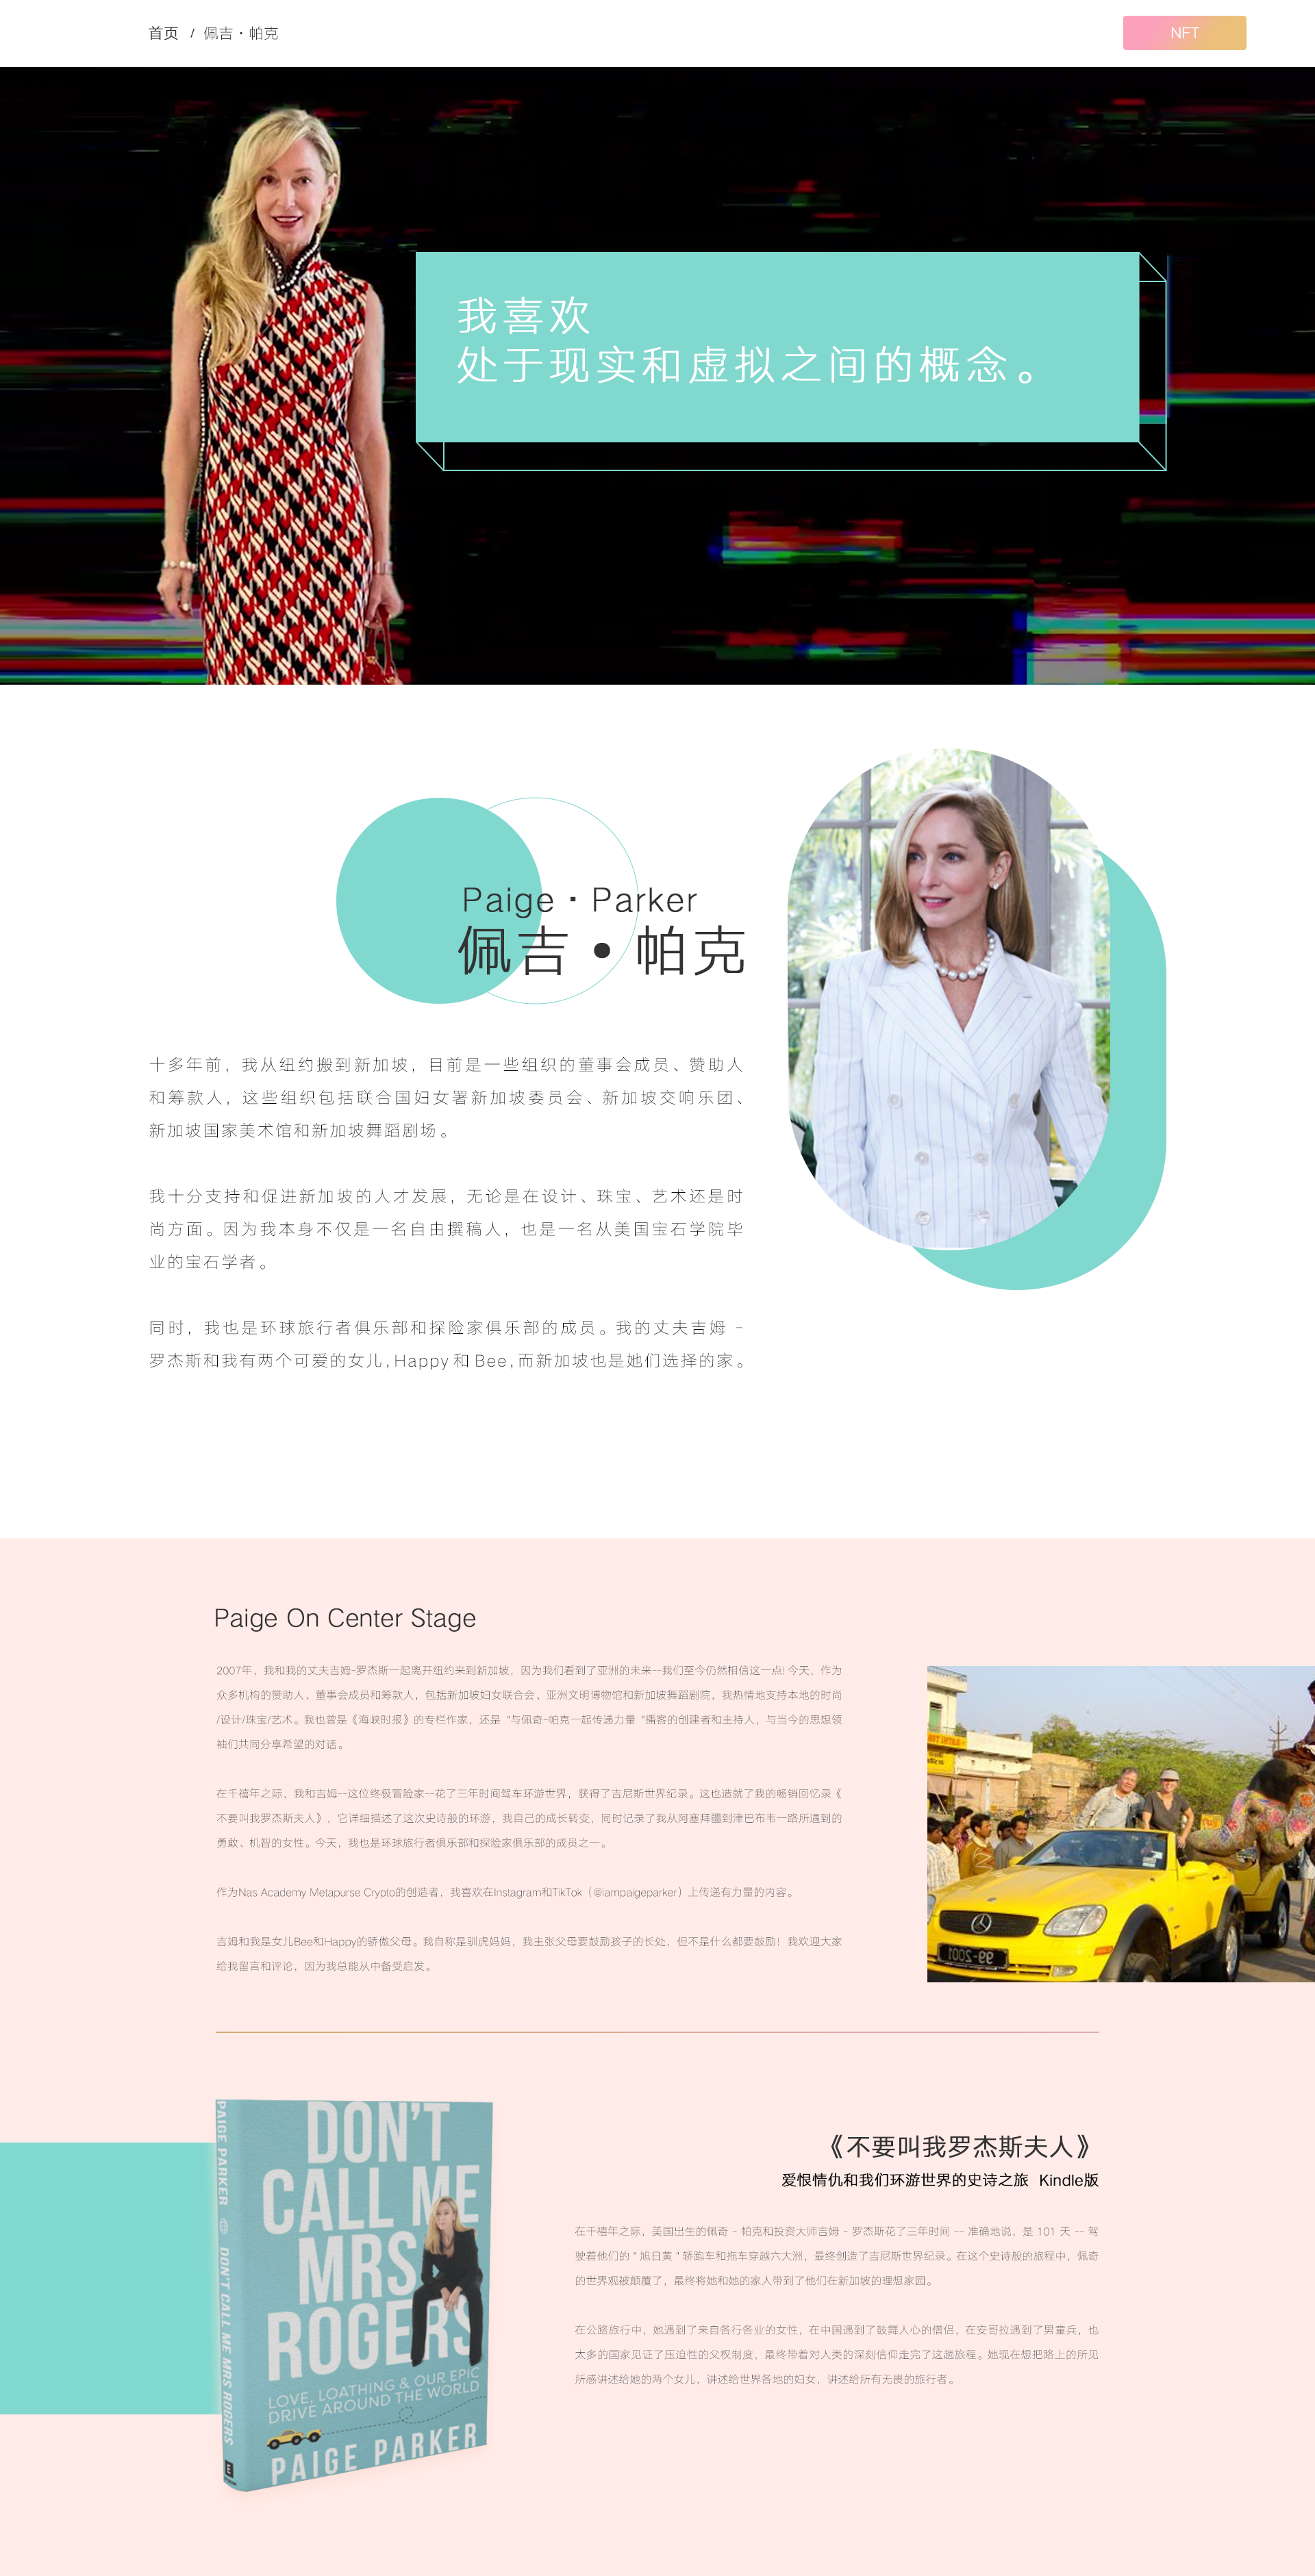 首页 / 佩吉·帕克
NFT
我喜欢
处于现实和虚拟之间的概念。
Paige · Parker
佩吉·帕克
十多年前，我从纽约搬到新加坡，目前是一些组织的董事会成员、赞助人
和筹款人，这些组织包括联合国妇女署新加坡委员会、新加坡交响乐团、
新加坡国家美术馆和新加坡舞蹈剧场。
我十分支持和促进新加坡的人才发展，无论是在设计、珠宝、艺术还是时
尚方面。因为我本身不仅是一名自由撰稿人，也是一名从美国宝石学院毕
业的宝石学者。
同时，我也是环球旅行者俱乐部和探险家俱乐部的成员。我的丈夫吉姆 -
罗杰斯和我有两个可爱的女儿,Happy 和 Bee,而新加坡也是她们选择的家。
Paige On Center Stage
2007年，我和我的丈夫吉姆-罗杰斯一起离开纽约来到新加坡，因为我们看到了亚洲的未来--我们至今仍然相信这一点! 今天，作为
众多机构的赞助人、董事会成员和筹款人，包括新加坡妇女联合会、亚洲文明博物馆和新加坡舞蹈剧院，我热情地支持本地的时尚
/设计/珠宝/艺术。我也曾是《海峡时报》的专栏作家，还是 "与佩奇-帕克一起传递力量 "播客的创建者和主持人，与当今的思想领
袖们共同分享希望的对话。
在千禧年之际，我和吉姆--这位终极冒险家--花了三年时间驾车环游世界，获得了吉尼斯世界纪录。这也造就了我的畅销回忆录《
不要叫我罗杰斯夫人》，它详细描述了这次史诗般的环游，我自己的成长转变，同时记录了我从阿塞拜疆到津巴布韦一路所遇到的
勇敢、机智的女性。今天，我也是环球旅行者俱乐部和探险家俱乐部的成员之一。
作为Nas Academy Metapurse Crypto的创造者，我喜欢在Instagram和TikTok（@iampaigeparker）上传递有力量的内容。
吉姆和我是女儿Bee和Happy的骄傲父母。我自称是驯虎妈妈，我主张父母要鼓励孩子的长处，但不是什么都要鼓励！我欢迎大家
给我留言和评论，因为我总能从中备受启发。
99-2001
PAIGE PARKER DON'T CALL ME MRS ROGERS
DON'T
CALL ME
MRS
ROGERS
LOVE, LOATHING & OUR EPIC
DRIVE AROUND THE WORLD
PAIGE PARKER
《不要叫我罗杰斯夫人》
爱恨情仇和我们环游世界的史诗之旅 Kindle版
在千禧年之际，美国出生的佩奇 - 帕克和投资大师吉姆 - 罗杰斯花了三年时间 -- 准确地说，是 101 天 -- 驾
驶着他们的 " 旭日黄 " 轿跑车和拖车穿越六大洲，最终创造了吉尼斯世界纪录。在这个史诗般的旅程中，佩奇
的世界观被颠覆了，最终将她和她的家人带到了他们在新加坡的理想家园。
在公路旅行中，她遇到了来自各行各业的女性，在中国遇到了鼓舞人心的僧侣，在安哥拉遇到了男童兵，也
太多的国家见证了压迫性的父权制度，最终带着对人类的深刻信仰走完了这趟旅程。她现在想把路上的所见
所感讲述给她的两个女儿，讲述给世界各地的妇女，讲述给所有无畏的旅行者。